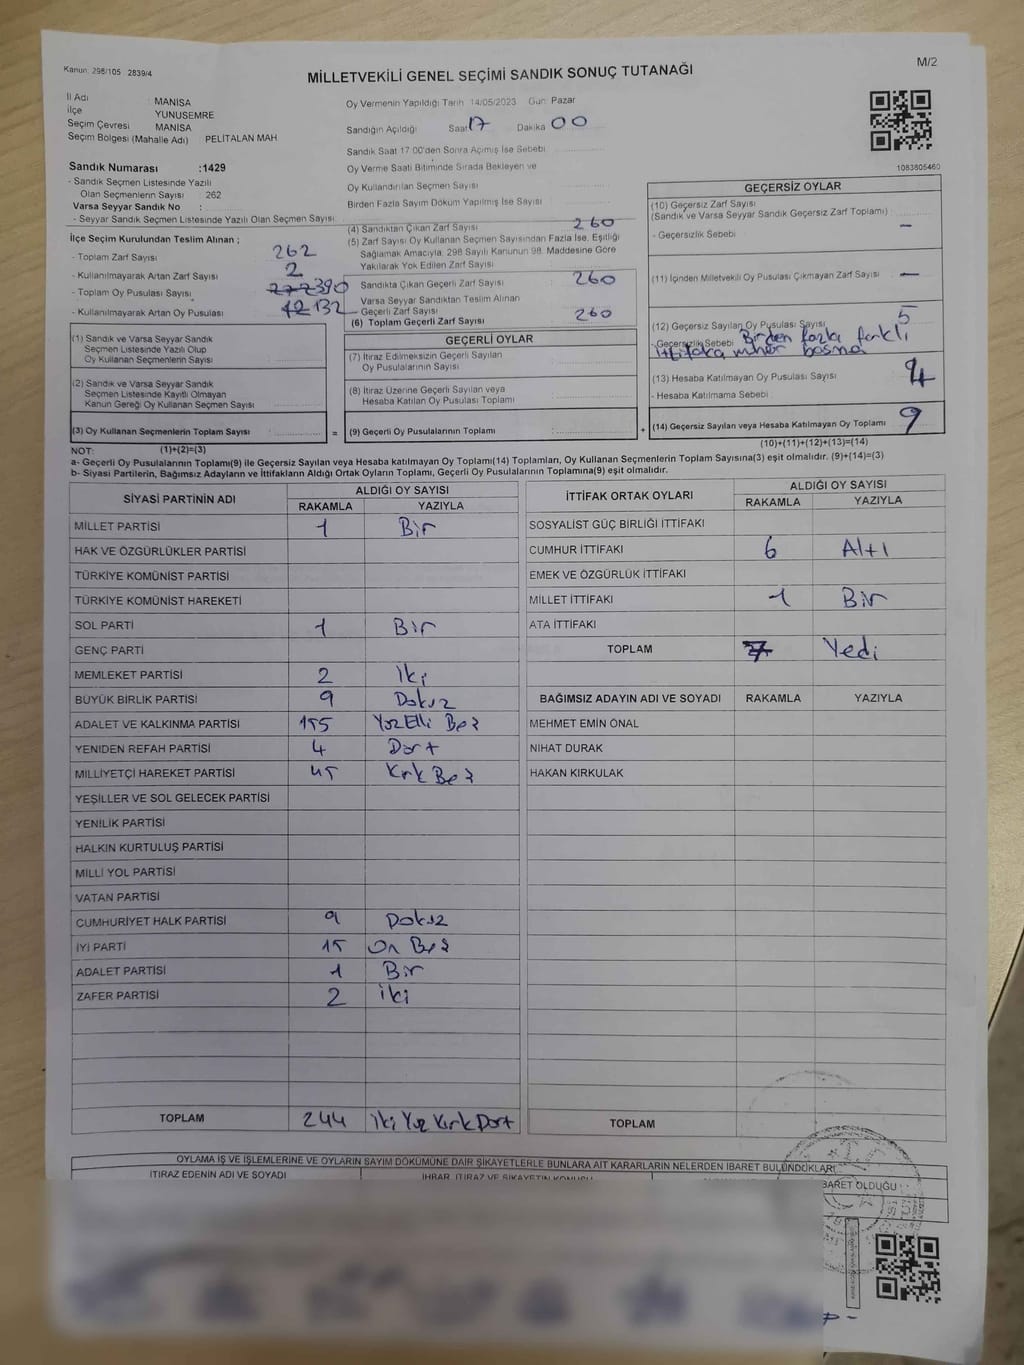 Kanun: 298/105 2839/4
MİLLETVEKİLİ GENEL SEÇİMİ SANDIK SONUÇ TUTANAĞI
M/2
İl Adı : MANİSA
İlçe YUNUSEMRE
Seçim Çevresi MANİSA
Seçim Bölgesi (Mahalle Adı) PELİTALAN MAH
Sandık Numarası :1429
- Sandık Seçmen Listesinde Yazılı
Olan Seçmenlerin Sayısı 262
Varsa Seyyar Sandık No :
- Seyyar Sandık Seçmen Listesinde Yazılı Olan Seçmen Sayısı
Oy Vermenin Yapıldığı Tarih 14/05/2023 Gün: Pazar
Sandığın Açıldığı Saat 17 Dakika 00
Sandık Saat 17:00'den Sonra Açımış İse Sebebi
Oy Verme Saati Bitiminde Sırada Bekleyen ve
Oy Kullandırılan Seçmen Sayısı
Birden Fazla Sayım Döküm Yapılmış İse Sayısı
1083805460
İlçe Seçim Kurulundan Teslim Alınan ;
- Toplam Zarf Sayısı 262
- Kullanılmayarak Artan Zarf Sayısı 2
- Toplam Oy Pusulası Sayısı 390
- Kullanılmayarak Artan Oy Pusulası 132
(4) Sandıktan Çıkan Zarf Sayısı 260
(5) Zarf Sayısı Oy Kullanan Seçmen Sayısından Fazla İse, Eşitliği
Sağlamak Amacıyla; 298 Sayılı Kanunun 98. Maddesine Göre
Yakılarak Yok Edilen Zarf Sayısı
Sandıkta Çıkan Geçerli Zarf Sayısı 260
Varsa Seyyar Sandıktan Teslim Alınan
Geçerli Zarf Sayısı
(6) Toplam Geçerli Zarf Sayısı 260
GEÇERSİZ OYLAR
(10) Geçersiz Zarf Sayısı
(Sandık ve Varsa Seyyar Sandık Geçersiz Zarf Toplamı) -
- Geçersizlik Sebebi
(11) İçinden Milletvekili Oy Pusulası Çıkmayan Zarf Sayısı -
(12) Geçersiz Sayılan Oy Pusulası Sayısı 5
-Geçersizlik Sebebi Birden fazla farklı
ittifaka mühür basma
(13) Hesaba Katılmayan Oy Pusulası Sayısı 4
- Hesaba Katılmama Sebebi
(14) Geçersiz Sayılan veya Hesaba Katılmayan Oy Toplamı 9
(1) Sandık ve Varsa Seyyar Sandık
Seçmen Listesinde Yazılı Olup
Oy Kullanan Seçmenlerin Sayısı
(2) Sandık ve Varsa Seyyar Sandık
Seçmen Listesinde Kayıtlı Olmayan
Kanun Gereği Oy Kullanan Seçmen Sayısı
(3) Oy Kullanan Seçmenlerin Toplam Sayısı
GEÇERLİ OYLAR
(7) İtiraz Edilmeksizin Geçerli Sayılan
Oy Pusulalarının Sayısı
(8) İtiraz Üzerine Geçerli Sayılan veya
Hesaba Katılan Oy Pusulası Toplamı
= (9) Geçerli Oy Pusulalarının Toplamı +
NOT: (1)+(2)=(3) (10)+(11)+(12)+(13)=(14)
a- Geçerli Oy Pusulalarının Toplamı(9) ile Geçersiz Sayılan veya Hesaba katılmayan Oy Toplamı(14) Toplamları, Oy Kullanan Seçmenlerin Toplam Sayısına(3) eşit olmalıdır. (9)+(14)=(3)
b- Siyasi Partilerin, Bağımsız Adayların ve İttifakların Aldığı Oyların Toplamı, Geçerli Oy Pusulalarının Toplamına(9) eşit olmalıdır.
SİYASİ PARTİNİN ADI ALDIĞI OY SAYISI
RAKAMLA YAZIYLA
MİLLET PARTİSİ 1 Bir
HAK VE ÖZGÜRLÜKLER PARTİSİ
TÜRKİYE KOMÜNİST PARTİSİ
TÜRKİYE KOMÜNİST HAREKETİ
SOL PARTİ 1 Bir
GENÇ PARTİ
MEMLEKET PARTİSİ 2 iki
BÜYÜK BİRLİK PARTİSİ 9 Dokuz
ADALET VE KALKINMA PARTİSİ 155 YüzElli Beş
YENİDEN REFAH PARTİSİ 4 Dört
MİLLİYETÇİ HAREKET PARTİSİ 45 Kırk Beş
YEŞİLLER VE SOL GELECEK PARTİSİ
YENİLİK PARTİSİ
HALKIN KURTULUŞ PARTİSİ
MİLLİ YOL PARTİSİ
VATAN PARTİSİ
CUMHURİYET HALK PARTİSİ 9 Dokuz
İYİ PARTİ 15 On Beş
ADALET PARTİSİ 1 Bir
ZAFER PARTİSİ 2 iki
TOPLAM 244 iki Yüz Kırk Dört
İTTİFAK ORTAK OYLARI ALDIĞI OY SAYISI
RAKAMLA YAZIYLA
SOSYALİST GÜÇ BİRLİĞİ İTTİFAKI
CUMHUR İTTİFAKI 6 Altı
EMEK VE ÖZGÜRLÜK İTTİFAKI
MİLLET İTTİFAKI 1 Bir
ATA İTTİFAKI
TOPLAM 7 Yedi
BAĞIMSIZ ADAYIN ADI VE SOYADI RAKAMLA YAZIYLA
MEHMET EMİN ÖNAL
NİHAT DURAK
HAKAN KIRKULAK
TOPLAM
OYLAMA İŞ VE İŞLEMLERİNE VE OYLARIN SAYIM DÖKÜMÜNE DAİR ŞİKAYETLERLE BUNLARA AİT KARARLARIN NELERDEN İBARET BULUNDUKLARI
İTİRAZ EDENİN ADI VE SOYADI İHBAR, İTİRAZ VE ŞİKAYETİN KONUSU
BARET OLDUĞU